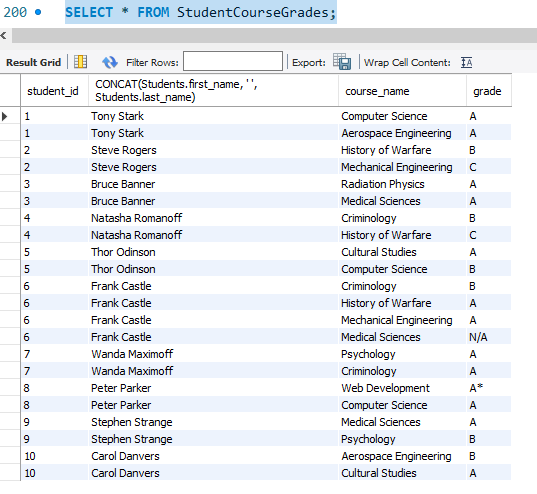 200 SELECT * FROM StudentCourseGrades;
Result Grid Filter Rows: Export: Wrap Cell Content: IA
student_id CONCAT(Students.first_name, ' ', Students.last_name) course_name grade
1 Tony Stark Computer Science A
1 Tony Stark Aerospace Engineering A
2 Steve Rogers History of Warfare B
2 Steve Rogers Mechanical Engineering C
3 Bruce Banner Radiation Physics A
3 Bruce Banner Medical Sciences A
4 Natasha Romanoff Criminology B
4 Natasha Romanoff History of Warfare C
5 Thor Odinson Cultural Studies A
5 Thor Odinson Computer Science B
6 Frank Castle Criminology B
6 Frank Castle History of Warfare A
6 Frank Castle Mechanical Engineering A
6 Frank Castle Medical Sciences N/A
7 Wanda Maximoff Psychology A
7 Wanda Maximoff Criminology A
8 Peter Parker Web Development A*
8 Peter Parker Computer Science A
9 Stephen Strange Medical Sciences A
9 Stephen Strange Psychology B
10 Carol Danvers Aerospace Engineering B
10 Carol Danvers Cultural Studies A